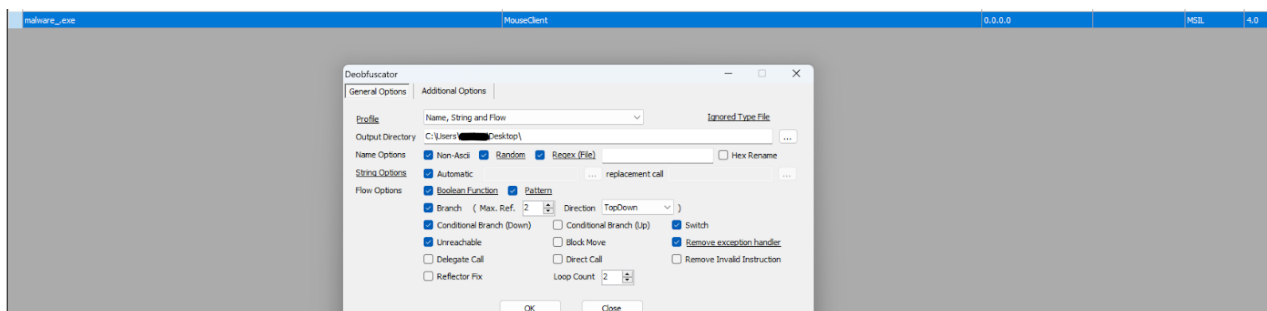 malware_.exe MouseClient 0.0.0.0 MSIL 4.0
Deobfuscator
General Options Additional Options
Profile Name, String and Flow Ignored Type File
Output Directory C:\Users\ Desktop\ ...
Name Options Non-Ascii Random Regex (File) Hex Rename
String Options Automatic ... replacement call ...
Flow Options Boolean Function Pattern
Branch ( Max. Ref. 2 Direction TopDown )
Conditional Branch (Down) Conditional Branch (Up) Switch
Unreachable Block Move Remove exception handler
Delegate Call Direct Call Remove Invalid Instruction
Reflector Fix Loop Count 2
OK Close